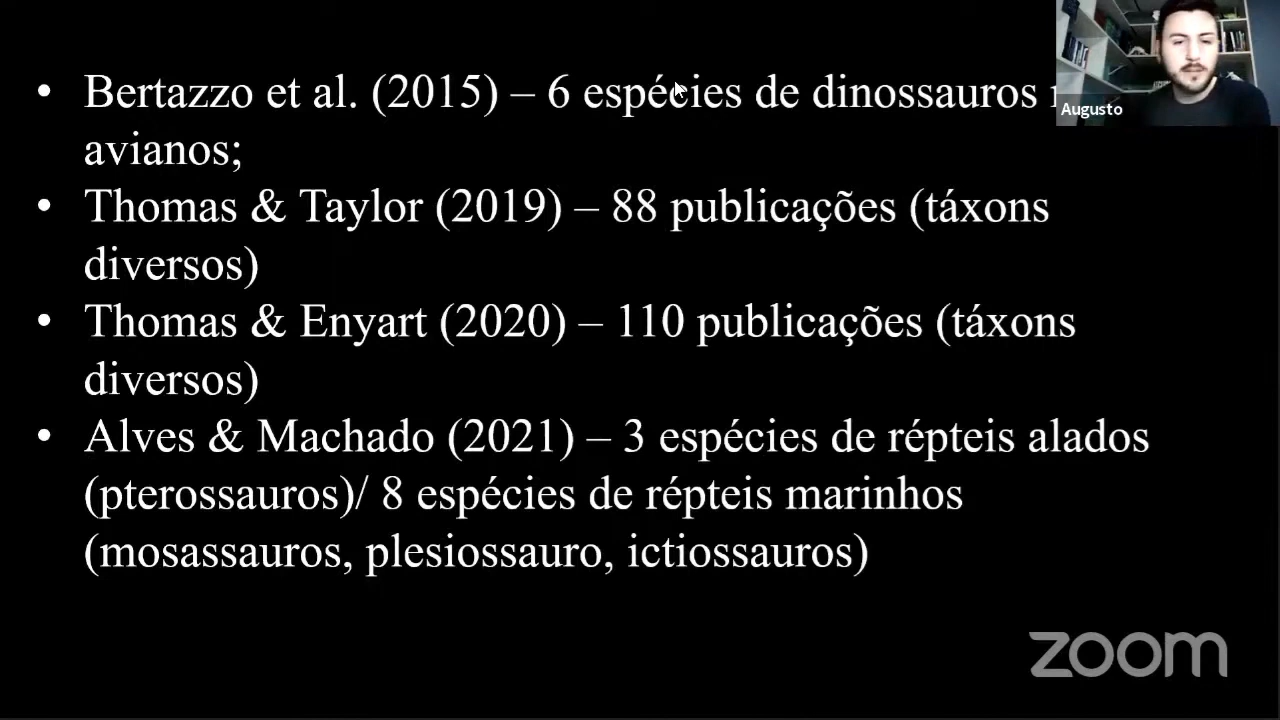 • Bertazzo et al. (2015) – 6 espécies de dinossauros
avianos;
• Thomas & Taylor (2019) – 88 publicações (táxons
diversos)
• Thomas & Enyart (2020) – 110 publicações (táxons
diversos)
• Alves & Machado (2021) – 3 espécies de répteis alados
(pterossauros)/ 8 espécies de répteis marinhos
(mosassauros, plesiossauro, ictiossauros)
Augusto
zoom